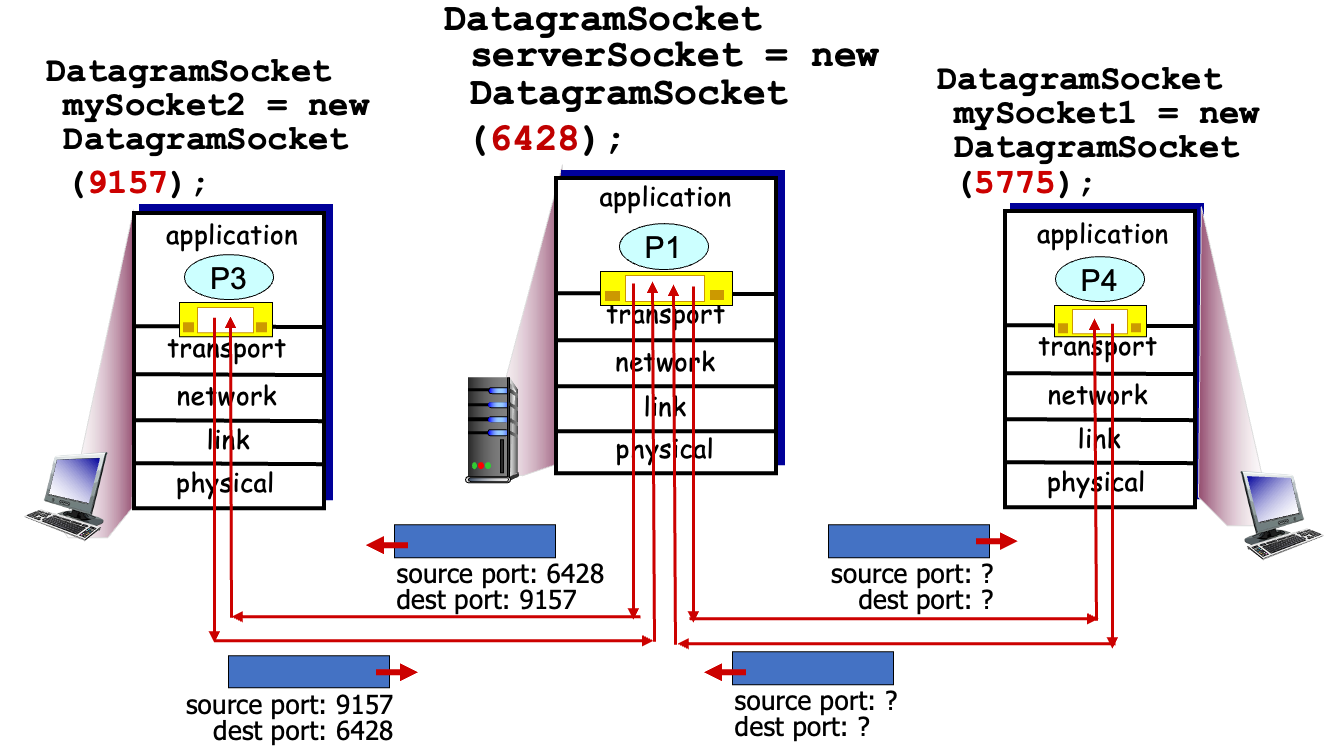 DatagramSocket
mySocket2 = new
DatagramSocket
(9157);
DatagramSocket
serverSocket = new
DatagramSocket
(6428);
DatagramSocket
mySocket1 = new
DatagramSocket
(5775);
application
P3
transport
network
link
physical
application
P1
transport
network
link
physical
application
P4
transport
network
link
physical
source port: 6428
dest port: 9157
source port: ?
dest port: ?
source port: 9157
dest port: 6428
source port: ?
dest port: ?